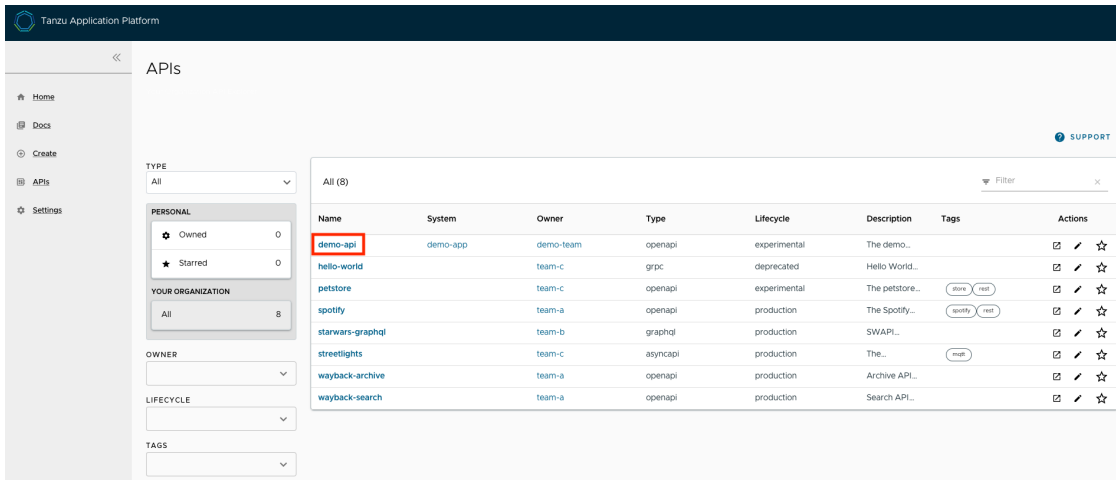 Tanzu Application Platform
APIs
Home
Docs
Create
APIs
Settings
SUPPORT
TYPE
All
PERSONAL
Owned 0
Starred 0
YOUR ORGANIZATION
All 8
OWNER
LIFECYCLE
TAGS
All (8)
Filter
Name System Owner Type Lifecycle Description Tags Actions
demo-api demo-app demo-team openapi experimental The demo...
hello-world team-c grpc deprecated Hello World...
petstore team-c openapi experimental The petstore... store rest
spotify team-a openapi production The Spotify... spotify rest
starwars-graphql team-b graphql production SWAPI...
streetlights team-c asyncapi production The... mqtt
wayback-archive team-a openapi production Archive API...
wayback-search team-a openapi production Search API...